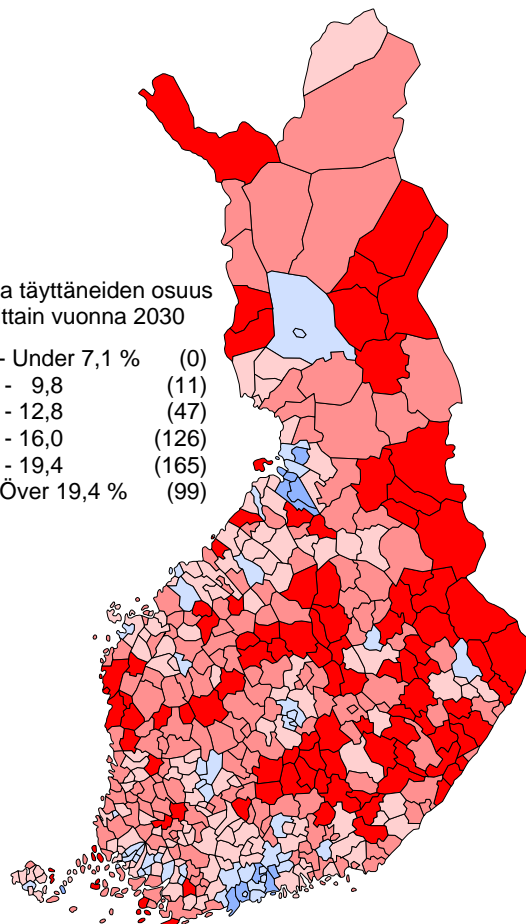 a täyttäneiden osuus
ttain vuonna 2030
- Under 7,1 % (0)
- 9,8 (11)
- 12,8 (47)
- 16,0 (126)
- 19,4 (165)
Över 19,4 % (99)